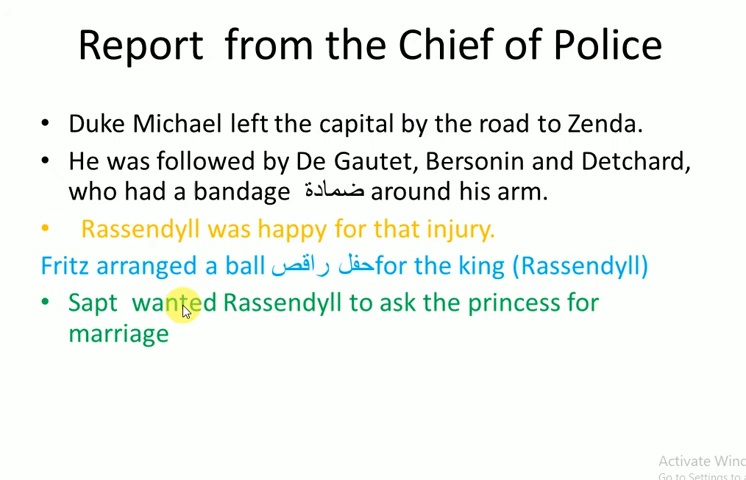 Report from the Chief of Police
• Duke Michael left the capital by the road to Zenda.
• He was followed by De Gautet, Bersonin and Detchard,
who had a bandage ضمادة around his arm.
• Rassendyll was happy for that injury.
Fritz arranged a ball حفل راقص for the king (Rassendyll)
• Sapt wanted Rassendyll to ask the princess for
marriage
Activate Winc
Go to Settings to a